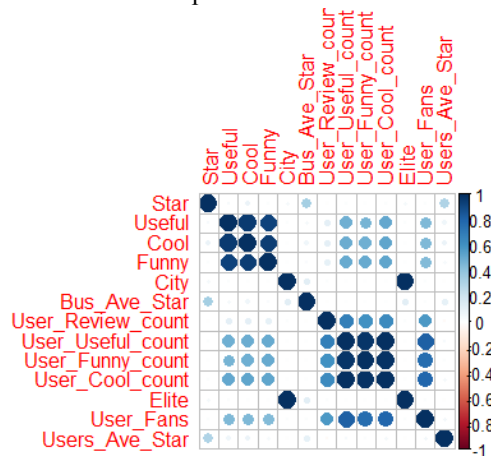 Star
Useful
Cool
Funny
City
Bus_Ave_Star
User_Review_count
User_Useful_count
User_Funny_count
User_Cool_count
Elite
User_Fans
Users_Ave_Star
Star
Useful
Cool
Funny
City
Bus_Ave_Star
User_Review_count
User_Useful_count
User_Funny_count
User_Cool_count
Elite
User_Fans
Users_Ave_Star
1
0.8
0.6
0.4
0.2
0
-0.2
-0.4
-0.6
-0.8
-1